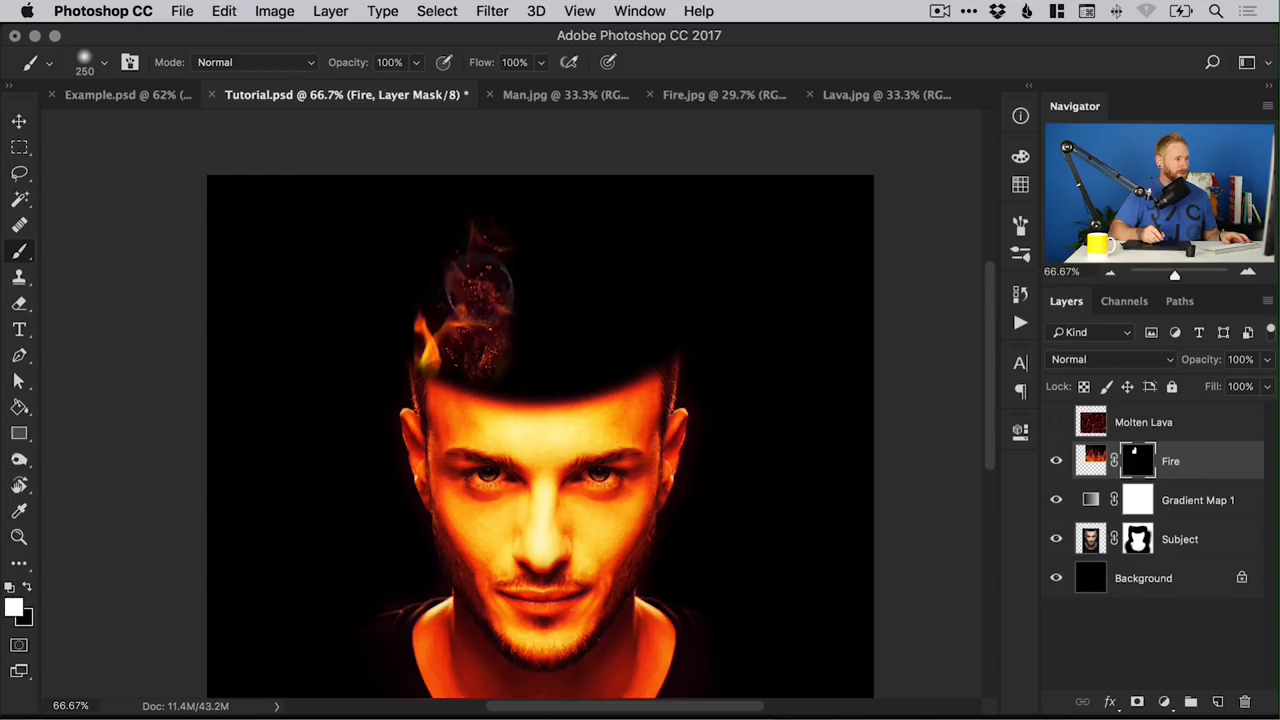 Photoshop CC File Edit Image Layer Type Select Filter 3D View Window Help
Adobe Photoshop CC 2017
250 Mode: Normal Opacity: 100% Flow: 100%
Example.psd @ 62% (... Tutorial.psd @ 66.7% (Fire, Layer Mask/8) * Man.jpg @ 33.3% (RG... Fire.jpg @ 29.7% (RG... Lava.jpg @ 33.3% (RG...
Navigator
66.67%
Layers Channels Paths
Kind
Normal Opacity: 100%
Lock: Fill: 100%
Molten Lava
Fire
Gradient Map 1
Subject
Background
66.67% Doc: 11.4M/43.2M